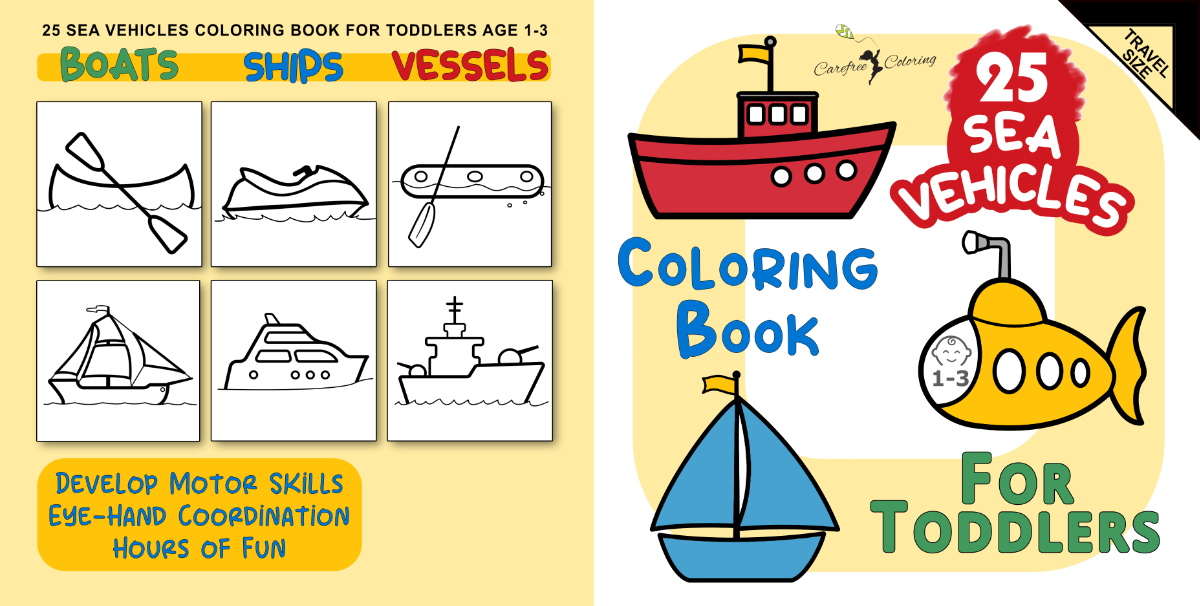 25 SEA VEHICLES COLORING BOOK FOR TODDLERS AGE 1-3
BOATS SHIPS VESSELS
DEVELOP MOTOR SKILLS
EYE-HAND COORDINATION
HOURS OF FUN
Carefree Coloring
TRAVEL
SIZE
25
SEA
VEHICLES
COLORING
BOOK
1-3
FOR
TODDLERS